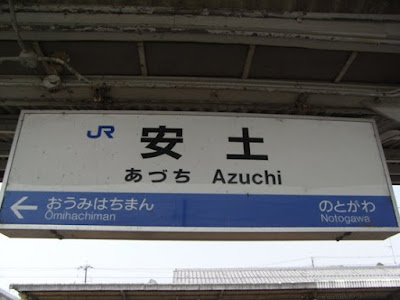 JR 安土
あづち Azuchi
← おうみはちまん のとがわ
Ōmihachiman Notogawa